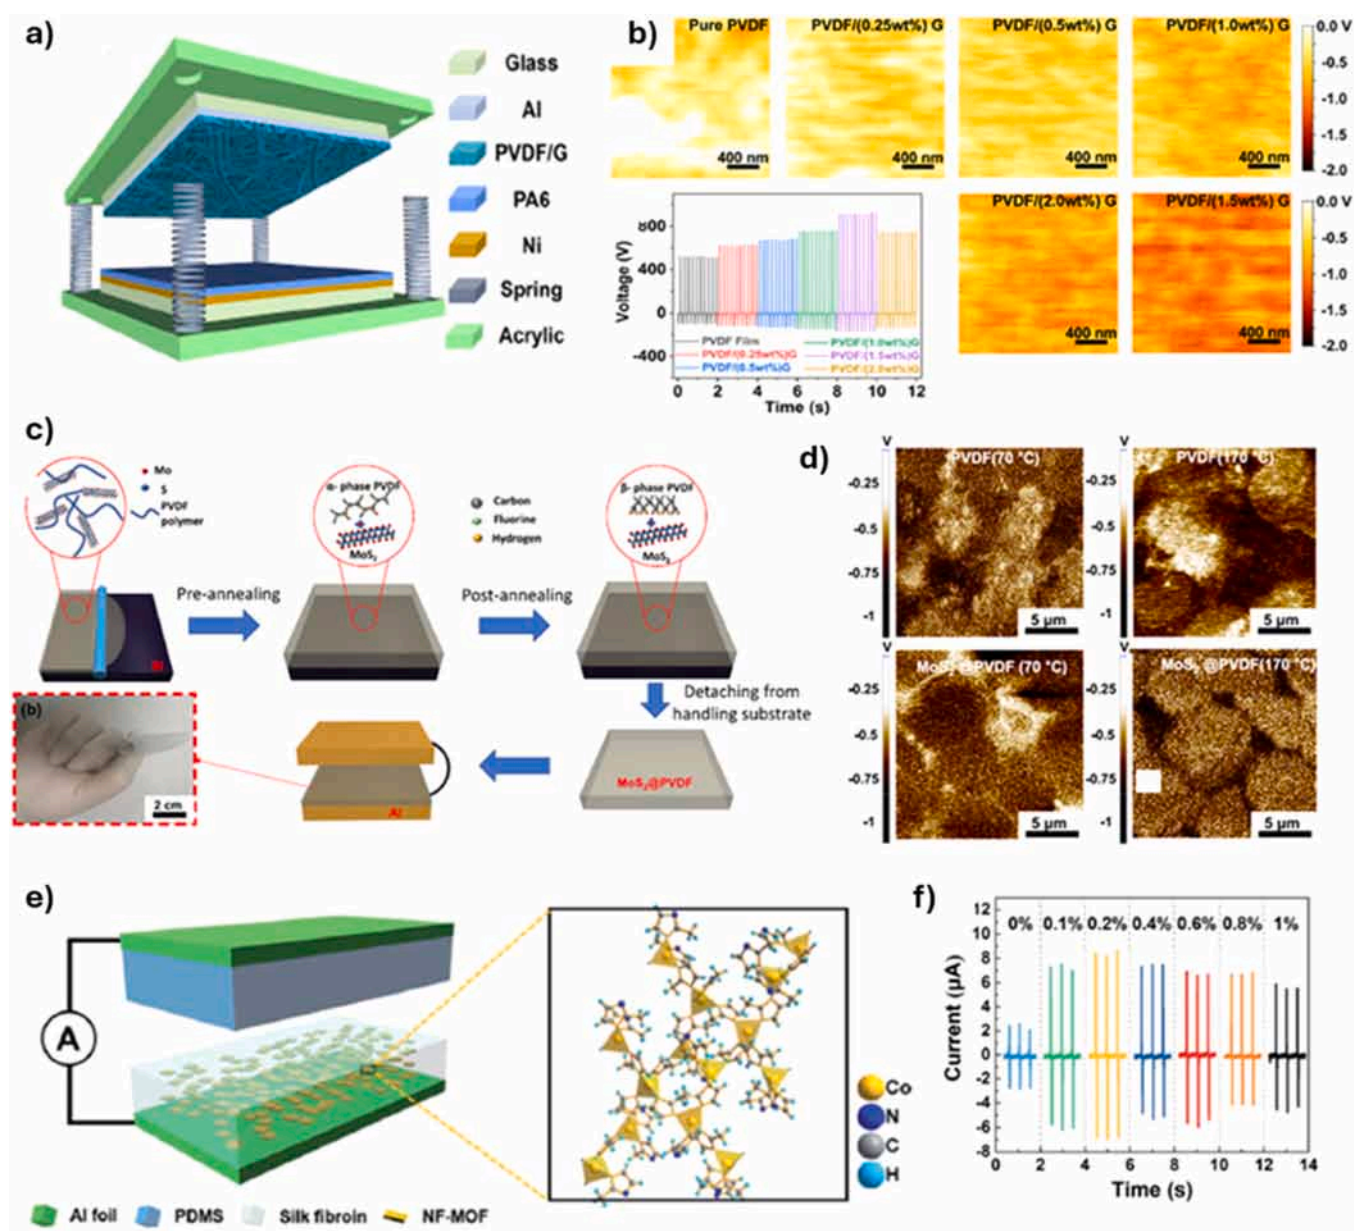 a)
Glass
Al
PVDF/G
PA6
Ni
Spring
Acrylic
b)
Pure PVDF
400 nm
PVDF/(0.25wt%) G
400 nm
PVDF/(0.5wt%) G
400 nm
PVDF/(1.0wt%) G
400 nm
0.0 V
-0.5
-1.0
-1.5
-2.0
PVDF/(2.0wt%) G
400 nm
PVDF/(1.5wt%) G
400 nm
0.0 V
-0.5
-1.0
-1.5
-2.0
Voltage (V)
800
400
0
-400
PVDF Film
PVDF/(0.25wt%)G
PVDF/(0.5wt%)G
PVDF/(1.0wt%)G
PVDF/(1.5wt%)G
PVDF/(2.0wt%)G
0 2 4 6 8 10 12
Time (s)
c)
Mo
S
PVDF
polymer
Si
Pre-annealing
α- phase PVDF
MoS2
Carbon
Fluorine
Hydrogen
Post-annealing
β- phase PVDF
MoS2
Detaching from
handling substrate
MoS2@PVDF
Al
(b)
2 cm
d)
V
-0.25
-0.5
-0.75
-1
PVDF(70 °C)
5 µm
V
-0.25
-0.5
-0.75
-1
PVDF(170 °C)
5 µm
V
-0.25
-0.5
-0.75
-1
MoS2 @PVDF (70 °C)
5 µm
V
-0.25
-0.5
-0.75
-1
MoS2 @PVDF(170 °C)
5 µm
e)
A
Co
N
C
H
Al foil
PDMS
Silk fibroin
NF-MOF
f)
Current (µA)
12
10
8
6
4
2
0
-2
-4
-6
-8
0% 0.1% 0.2% 0.4% 0.6% 0.8% 1%
0 2 4 6 8 10 12 14
Time (s)